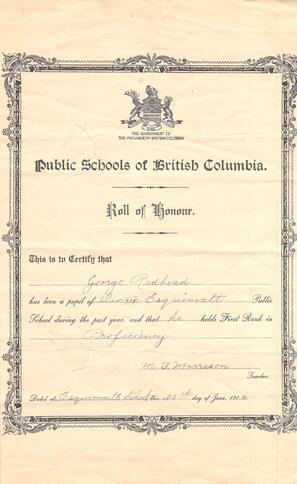 THE GOVERNMENT OF
THE PROVINCE OF BRITISH COLUMBIA
Public Schools of British Columbia.
Roll of Honour.
This is to Certify that
George Redhead
has been a pupil of Esquimalt Public
School during the past year, and that he holds First Rank in
Proficiency
M. J. Morrison
Teacher.
Dated at Esquimalt School this 30th day of June, 191